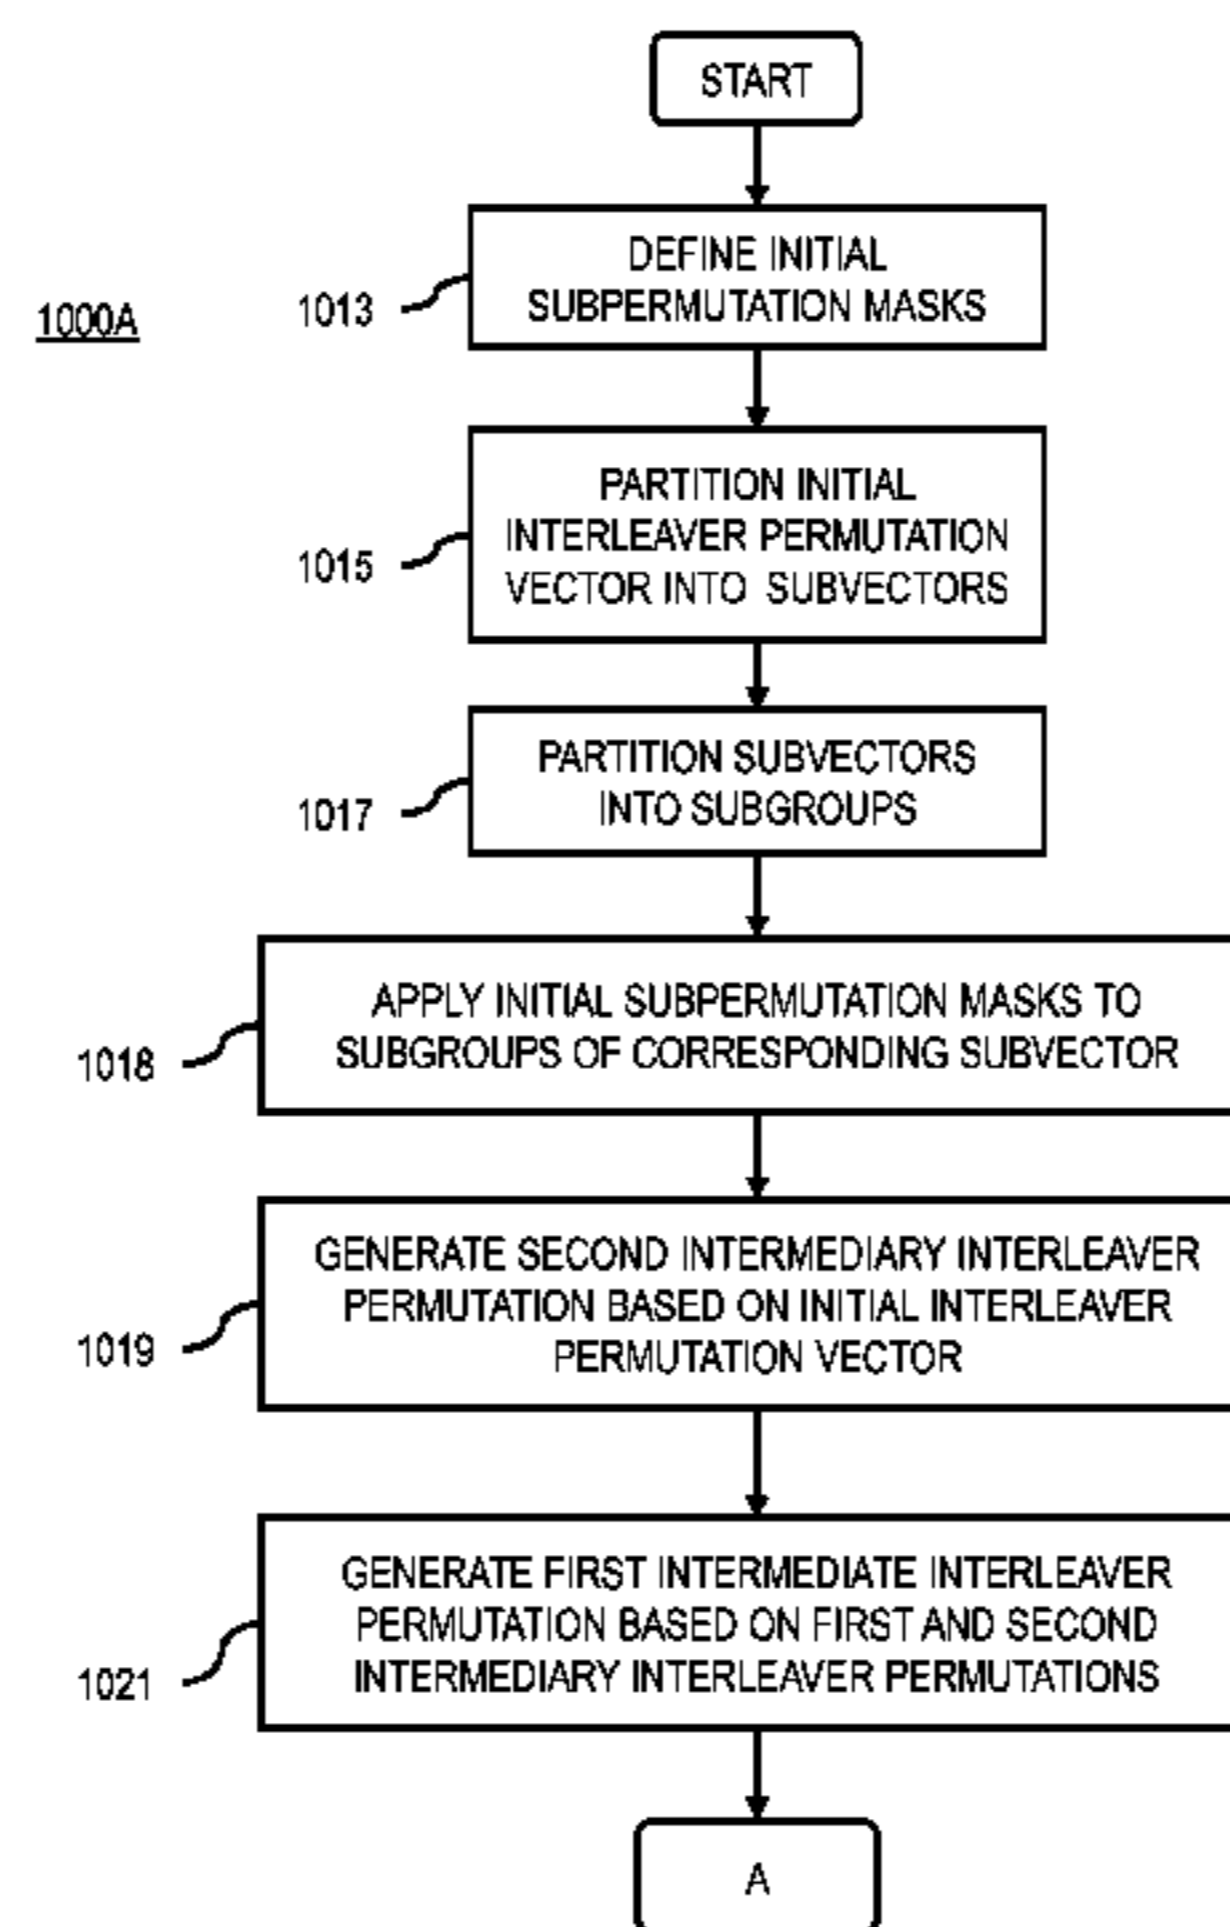 START
1000A
1013
DEFINE INITIAL
SUBPERMUTATION MASKS
1015
PARTITION INITIAL
INTERLEAVER PERMUTATION
VECTOR INTO SUBVECTORS
1017
PARTITION SUBVECTORS
INTO SUBGROUPS
1018
APPLY INITIAL SUBPERMUTATION MASKS TO
SUBGROUPS OF CORRESPONDING SUBVECTOR
1019
GENERATE SECOND INTERMEDIARY INTERLEAVER
PERMUTATION BASED ON INITIAL INTERLEAVER
PERMUTATION VECTOR
1021
GENERATE FIRST INTERMEDIATE INTERLEAVER
PERMUTATION BASED ON FIRST AND SECOND
INTERMEDIARY INTERLEAVER PERMUTATIONS
A